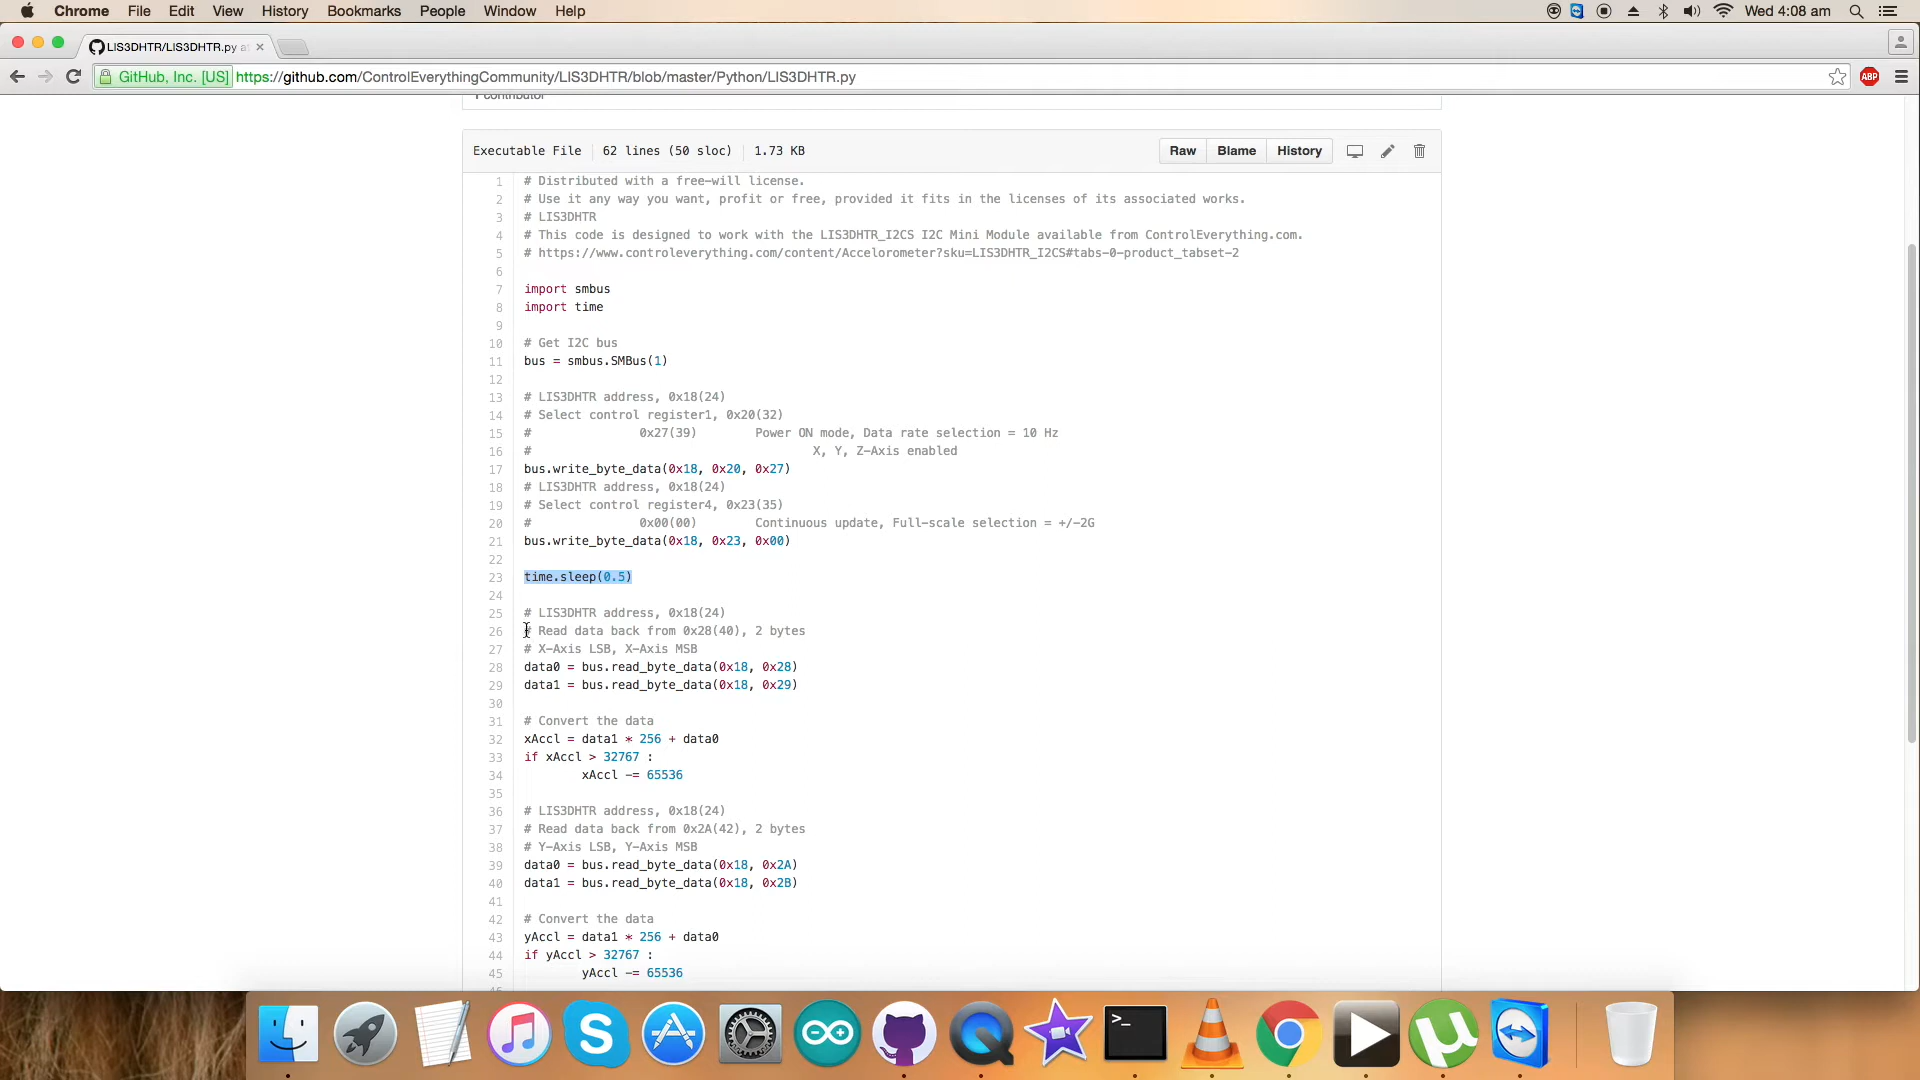 Chrome File Edit View History Bookmarks People Window Help Wed 4:08 am
LIS3DHTR/LIS3DHTR.py at
GitHub, Inc. [US] https://github.com/ControlEverythingCommunity/LIS3DHTR/blob/master/Python/LIS3DHTR.py ABP
1 contributor
Executable File 62 lines (50 sloc) 1.73 KB Raw Blame History
1 # Distributed with a free-will license.
2 # Use it any way you want, profit or free, provided it fits in the licenses of its associated works.
3 # LIS3DHTR
4 # This code is designed to work with the LIS3DHTR_I2CS I2C Mini Module available from ControlEverything.com.
5 # https://www.controleverything.com/content/Accelorometer?sku=LIS3DHTR_I2CS#tabs-0-product_tabset-2
6
7 import smbus
8 import time
9
10 # Get I2C bus
11 bus = smbus.SMBus(1)
12
13 # LIS3DHTR address, 0x18(24)
14 # Select control register1, 0x20(32)
15 # 0x27(39) Power ON mode, Data rate selection = 10 Hz
16 # X, Y, Z-Axis enabled
17 bus.write_byte_data(0x18, 0x20, 0x27)
18 # LIS3DHTR address, 0x18(24)
19 # Select control register4, 0x23(35)
20 # 0x00(00) Continuous update, Full-scale selection = +/-2G
21 bus.write_byte_data(0x18, 0x23, 0x00)
22
23 time.sleep(0.5)
24
25 # LIS3DHTR address, 0x18(24)
26 # Read data back from 0x28(40), 2 bytes
27 # X-Axis LSB, X-Axis MSB
28 data0 = bus.read_byte_data(0x18, 0x28)
29 data1 = bus.read_byte_data(0x18, 0x29)
30
31 # Convert the data
32 xAccl = data1 * 256 + data0
33 if xAccl > 32767 :
34 xAccl -= 65536
35
36 # LIS3DHTR address, 0x18(24)
37 # Read data back from 0x2A(42), 2 bytes
38 # Y-Axis LSB, Y-Axis MSB
39 data0 = bus.read_byte_data(0x18, 0x2A)
40 data1 = bus.read_byte_data(0x18, 0x2B)
41
42 # Convert the data
43 yAccl = data1 * 256 + data0
44 if yAccl > 32767 :
45 yAccl -= 65536